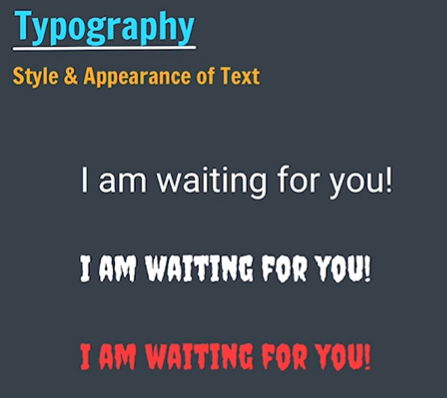 Typography
Style & Appearance of Text
I am waiting for you!
I AM WAITING FOR YOU!
I AM WAITING FOR YOU!